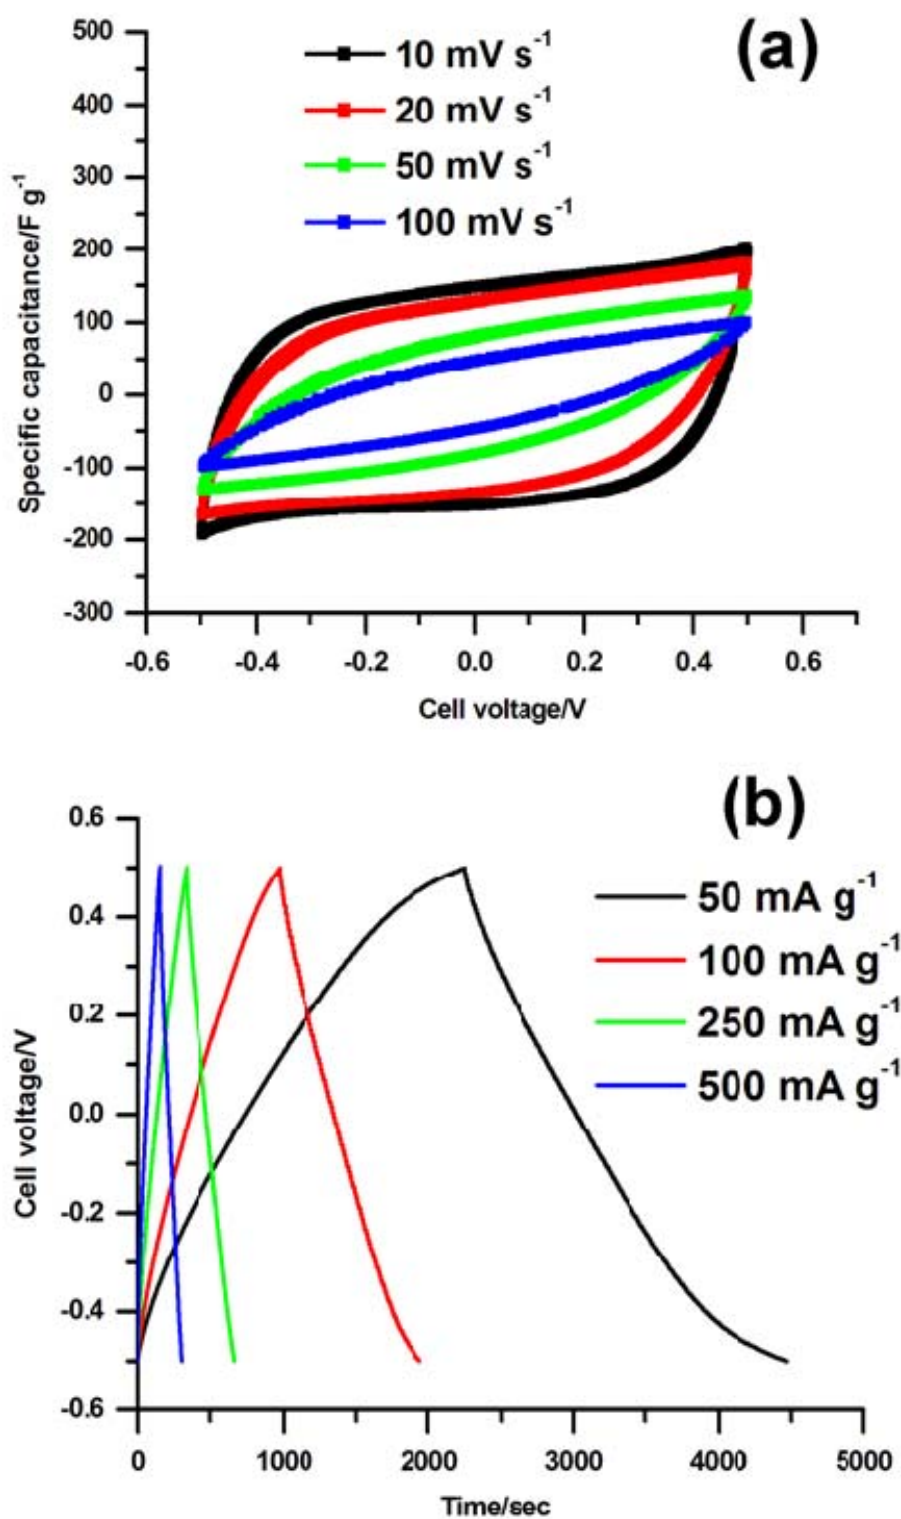 (a)
10 mV s⁻¹
20 mV s⁻¹
50 mV s⁻¹
100 mV s⁻¹
Specific capacitance/F g⁻¹
500
400
300
200
100
0
-100
-200
-300
-0.6 -0.4 -0.2 0.0 0.2 0.4 0.6
Cell voltage/V
(b)
50 mA g⁻¹
100 mA g⁻¹
250 mA g⁻¹
500 mA g⁻¹
Cell voltage/V
0.6
0.4
0.2
0.0
-0.2
-0.4
-0.6
0 1000 2000 3000 4000 5000
Time/sec